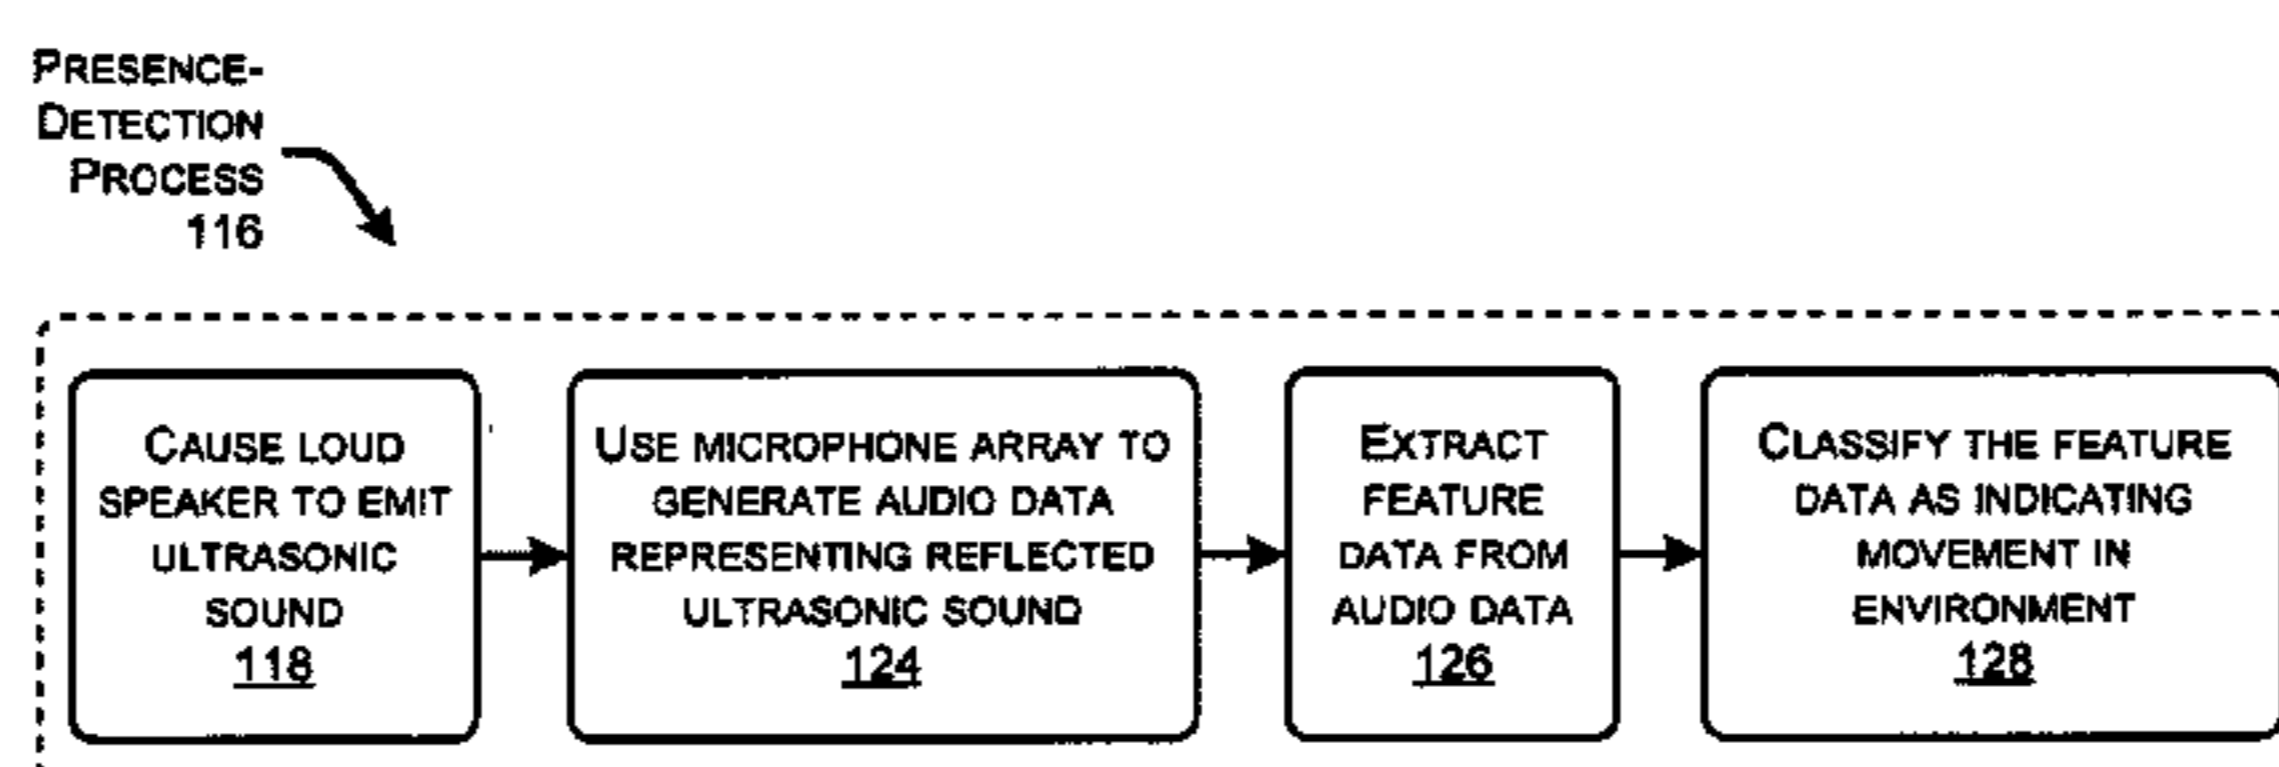 PRESENCE-
DETECTION
PROCESS
116
CAUSE LOUD
SPEAKER TO EMIT
ULTRASONIC
SOUND
118
USE MICROPHONE ARRAY TO
GENERATE AUDIO DATA
REPRESENTING REFLECTED
ULTRASONIC SOUND
124
EXTRACT
FEATURE
DATA FROM
AUDIO DATA
126
CLASSIFY THE FEATURE
DATA AS INDICATING
MOVEMENT IN
ENVIRONMENT
128